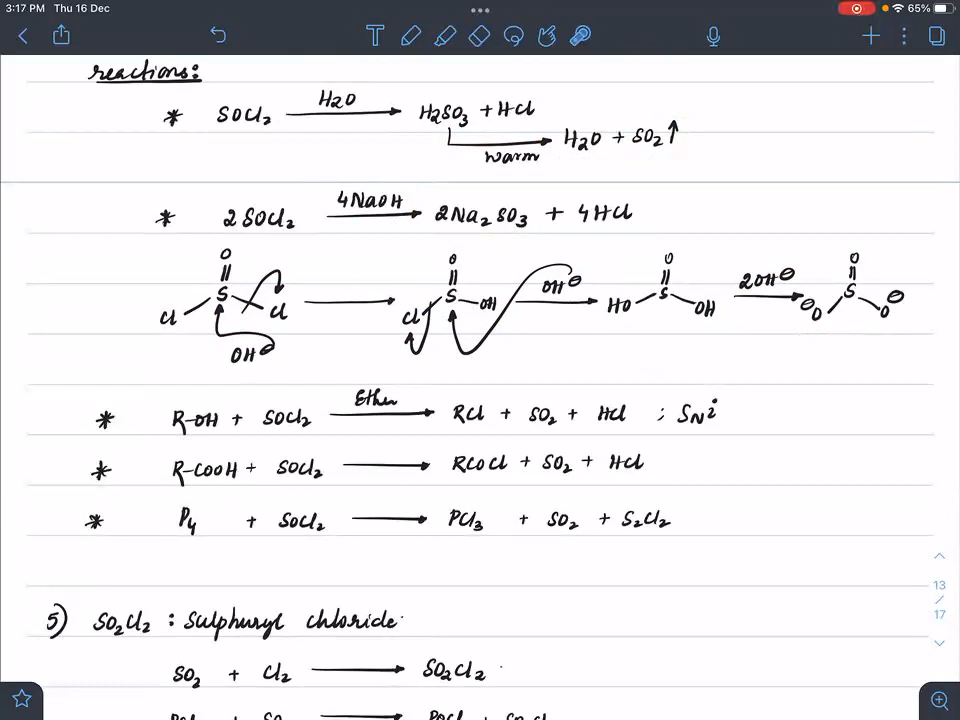 3:17 PM Thu 16 Dec
65%
reactions:
* SOCl2 H2O → H2SO3 + HCl
warm → H2O + SO2 ↑
* 2 SOCl2 4NaOH → 2Na2SO3 + 4HCl
O O O O
S S S S
Cl Cl OH⊖ → Cl OH OH⊖ → HO OH 2OH⊖ → ⊖O O⊖
* R-OH + SOCl2 Ether → RCl + SO2 + HCl ; SNi
* R-COOH + SOCl2 → RCOCl + SO2 + HCl
* P4 + SOCl2 → PCl3 + SO2 + S2Cl2
13
/
17
5) SO2Cl2 : Sulphuryl chloride
SO2 + Cl2 → SO2Cl2